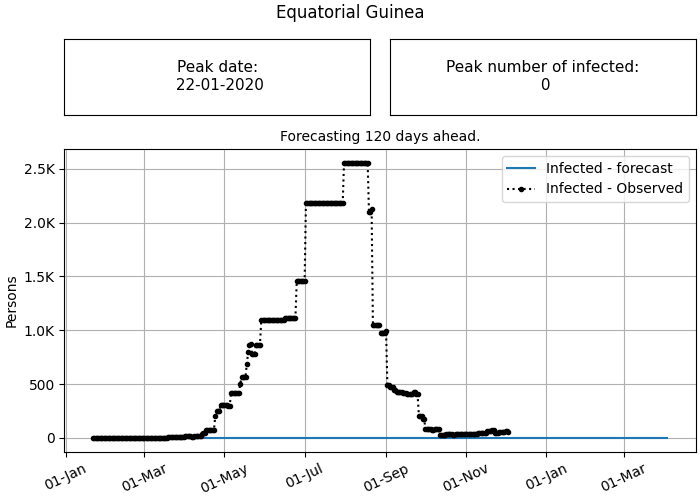 Equatorial Guinea
Peak date:
22-01-2020
Peak number of infected:
0
Forecasting 120 days ahead.
Infected - forecast
Infected - Observed
Persons
2.5K
2.0K
1.5K
1.0K
500
0
01-Jan
01-Mar
01-May
01-Jul
01-Sep
01-Nov
01-Jan
01-Mar